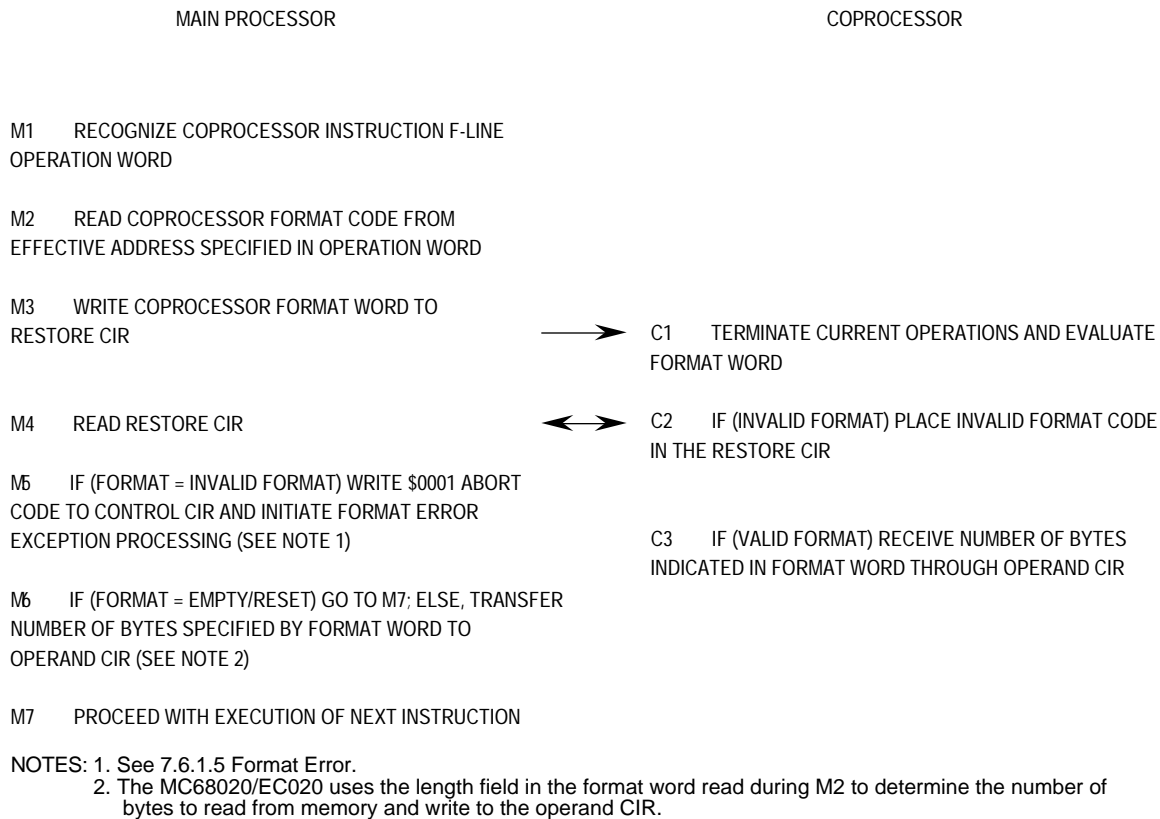 MAIN PROCESSOR
COPROCESSOR
M1 RECOGNIZE COPROCESSOR INSTRUCTION F-LINE
OPERATION WORD
M2 READ COPROCESSOR FORMAT CODE FROM
EFFECTIVE ADDRESS SPECIFIED IN OPERATION WORD
M3 WRITE COPROCESSOR FORMAT WORD TO
RESTORE CIR
C1 TERMINATE CURRENT OPERATIONS AND EVALUATE
FORMAT WORD
M4 READ RESTORE CIR
C2 IF (INVALID FORMAT) PLACE INVALID FORMAT CODE
IN THE RESTORE CIR
M5 IF (FORMAT = INVALID FORMAT) WRITE $0001 ABORT
CODE TO CONTROL CIR AND INITIATE FORMAT ERROR
EXCEPTION PROCESSING (SEE NOTE 1)
C3 IF (VALID FORMAT) RECEIVE NUMBER OF BYTES
INDICATED IN FORMAT WORD THROUGH OPERAND CIR
M6 IF (FORMAT = EMPTY/RESET) GO TO M7; ELSE, TRANSFER
NUMBER OF BYTES SPECIFIED BY FORMAT WORD TO
OPERAND CIR (SEE NOTE 2)
M7 PROCEED WITH EXECUTION OF NEXT INSTRUCTION
NOTES: 1. See 7.6.1.5 Format Error.
2. The MC68020/EC020 uses the length field in the format word read during M2 to determine the number of
bytes to read from memory and write to the operand CIR.